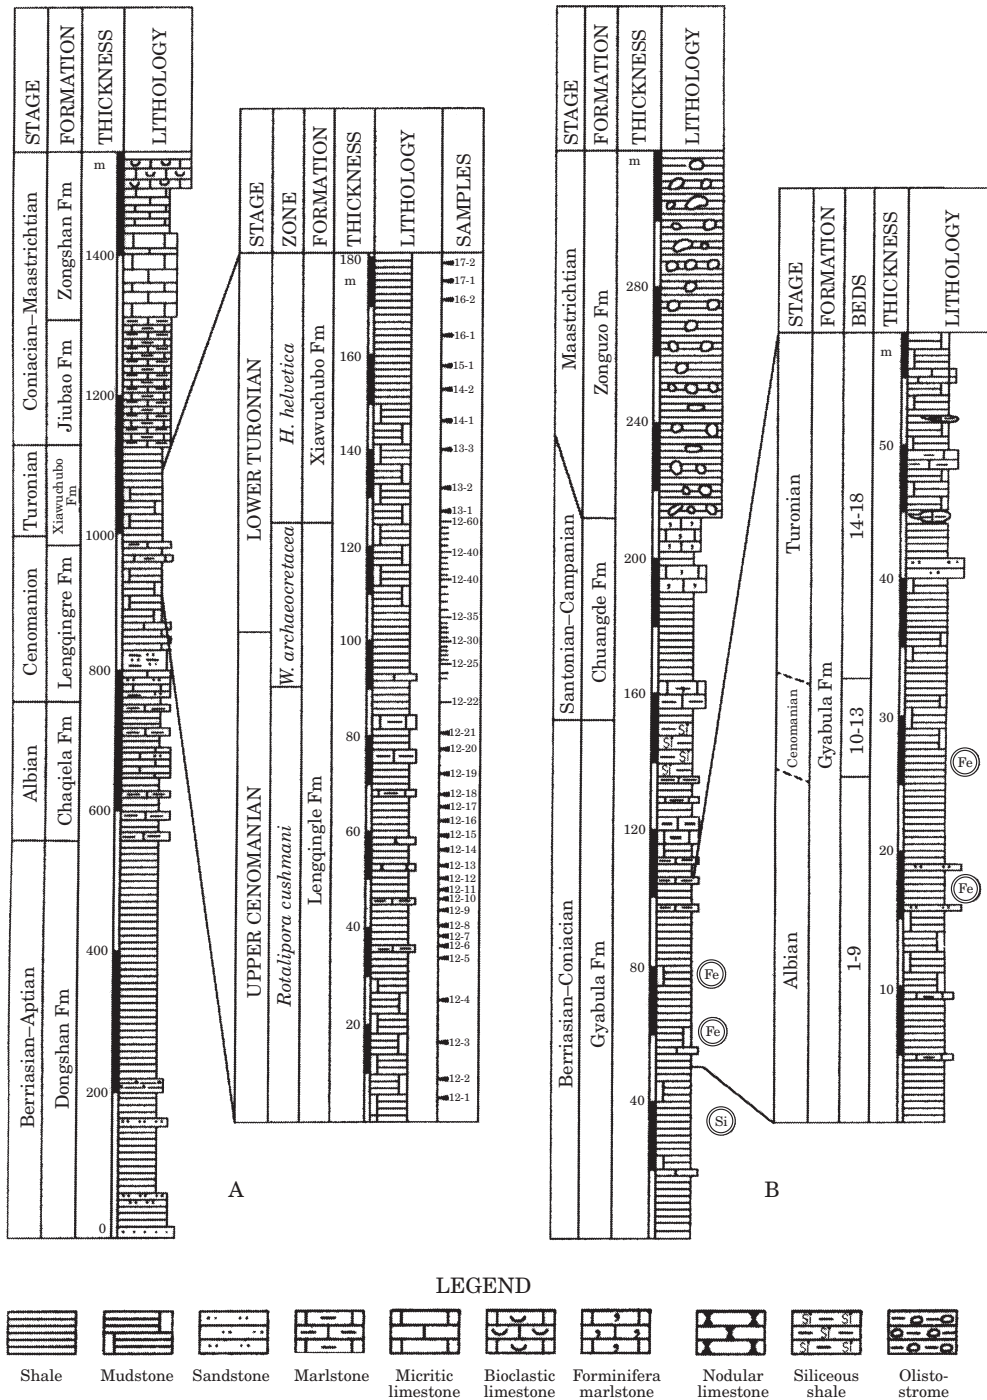 STAGE
FORMATION
THICKNESS
LITHOLOGY
m
1400
1200
1000
800
600
400
200
0
Coniacian–Maastrichtian
Turonian
Cenomanion
Albian
Berriasian–Aptian
Zongshan Fm
Jiubao Fm
Xiawuchubo
Fm
Lengqingre Fm
Chaqiela Fm
Dongshan Fm
STAGE
ZONE
FORMATION
THICKNESS
LITHOLOGY
SAMPLES
LOWER TURONIAN
UPPER CENOMANIAN
H. helvetica
W. archaeocretacea
Rotalipora cushmani
Xiawuchubo Fm
Lengqingle Fm
180
m
160
140
120
100
80
60
40
20
17-2
17-1
16-2
16-1
15-1
14-2
14-1
13-3
13-2
13-1
12-60
12-40
12-40
12-35
12-30
12-25
12-22
12-21
12-20
12-19
12-18
12-17
12-16
12-15
12-14
12-13
12-12
12-11
12-10
12-9
12-8
12-7
12-6
12-5
12-4
12-3
12-2
12-1
A
STAGE
FORMATION
THICKNESS
LITHOLOGY
Maastrichtian
Santonian–Campanian
Berriasian–Coniacian
Zonguzo Fm
Chuangde Fm
Gyabula Fm
m
280
240
200
160
120
80
40
Fe
Fe
Si
STAGE
FORMATION
BEDS
THICKNESS
LITHOLOGY
Turonian
Cenomanian
Albian
Gyabula Fm
14-18
10-13
1-9
m
50
40
30
20
10
Fe
Fe
B
LEGEND
Shale
Mudstone
Sandstone
Marlstone
Micritic
limestone
Bioclastic
limestone
Forminifera
marlstone
Nodular
limestone
Siliceous
shale
Olisto-
strome